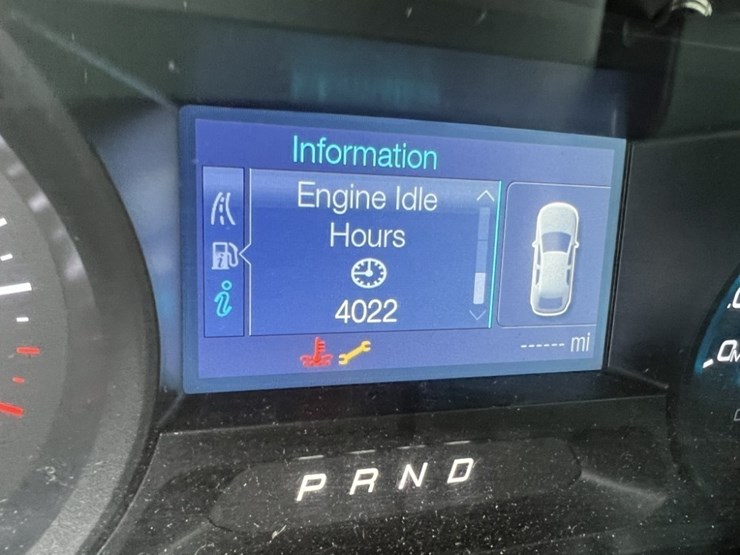 Information
Engine Idle
Hours
4022
------ mi
P R N D